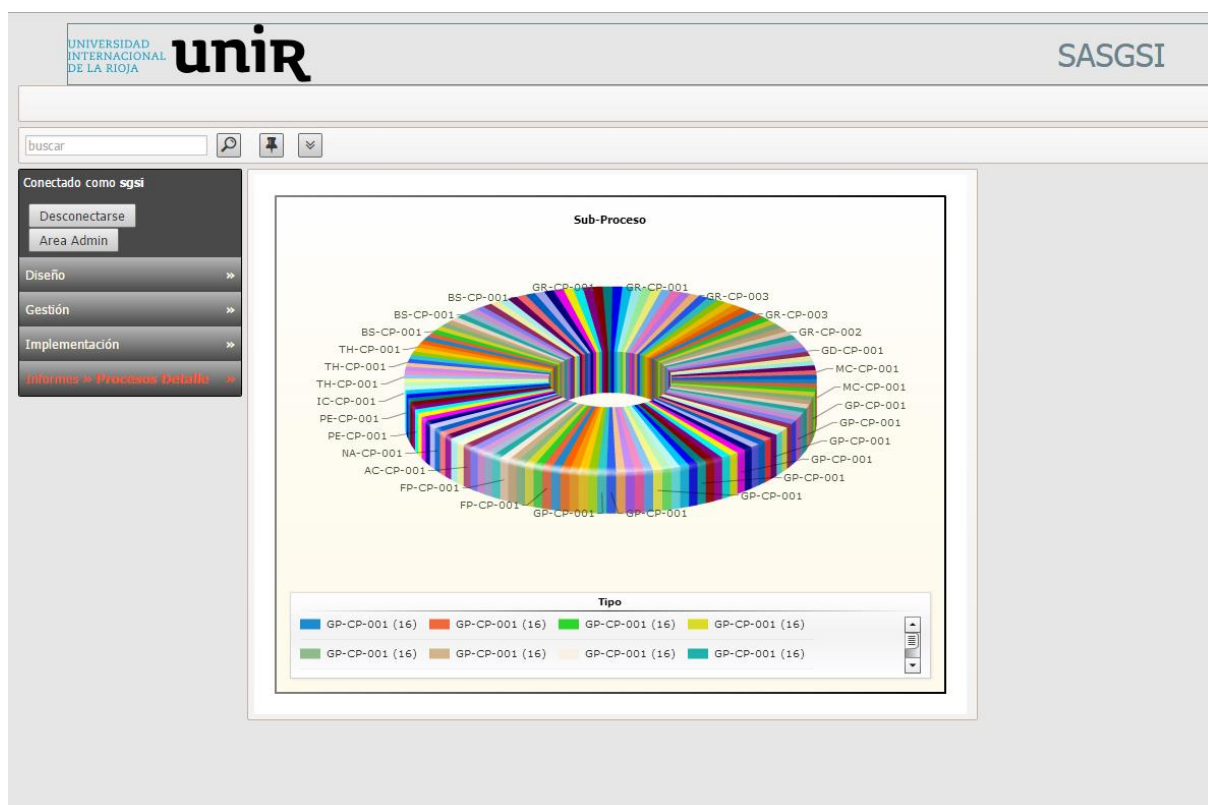 UNIVERSIDAD
INTERNACIONAL
DE LA RIOJA
unir
SASGSI
buscar
Conectado como sgsi
Desconectarse
Area Admin
Diseño »
Gestión »
Implementación »
Informes » Procesos Detalle »
Sub-Proceso
GR-CP-001
GR-CP-001
BS-CP-001
GR-CP-003
BS-CP-001
GR-CP-003
BS-CP-001
GR-CP-002
TH-CP-001
GD-CP-001
TH-CP-001
MC-CP-001
TH-CP-001
MC-CP-001
IC-CP-001
GP-CP-001
PE-CP-001
GP-CP-001
PE-CP-001
GP-CP-001
NA-CP-001
GP-CP-001
AC-CP-001
GP-CP-001
FP-CP-001
GP-CP-001
FP-CP-001
GP-CP-001
Tipo
GP-CP-001 (16) GP-CP-001 (16) GP-CP-001 (16) GP-CP-001 (16)
GP-CP-001 (16) GP-CP-001 (16) GP-CP-001 (16) GP-CP-001 (16)